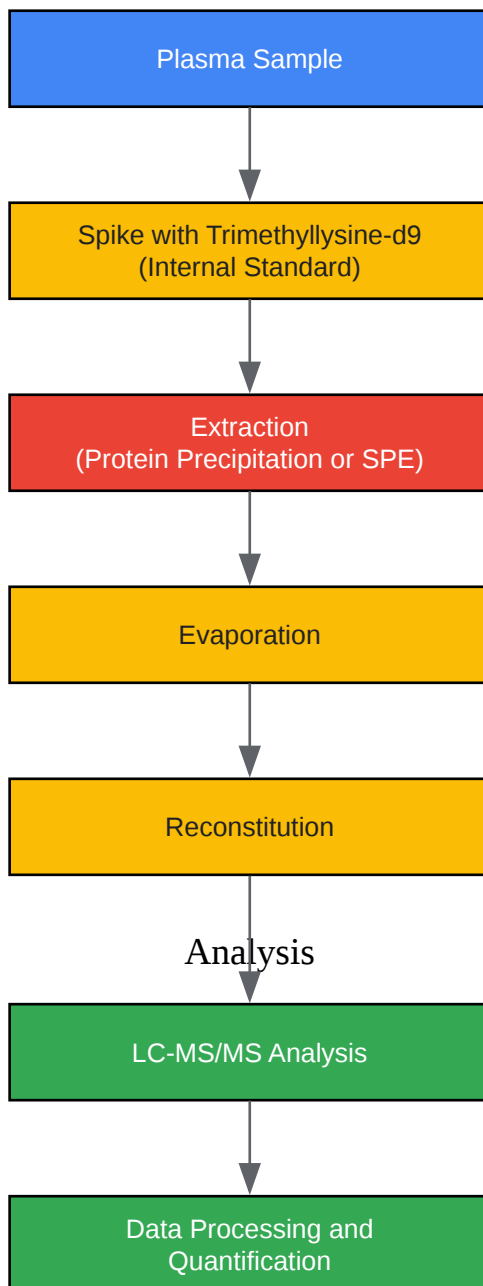 Plasma Sample
Spike with Trimethyllysine-d9
(Internal Standard)
Extraction
(Protein Precipitation or SPE)
Evaporation
Reconstitution
Analysis
LC-MS/MS Analysis
Data Processing and
Quantification